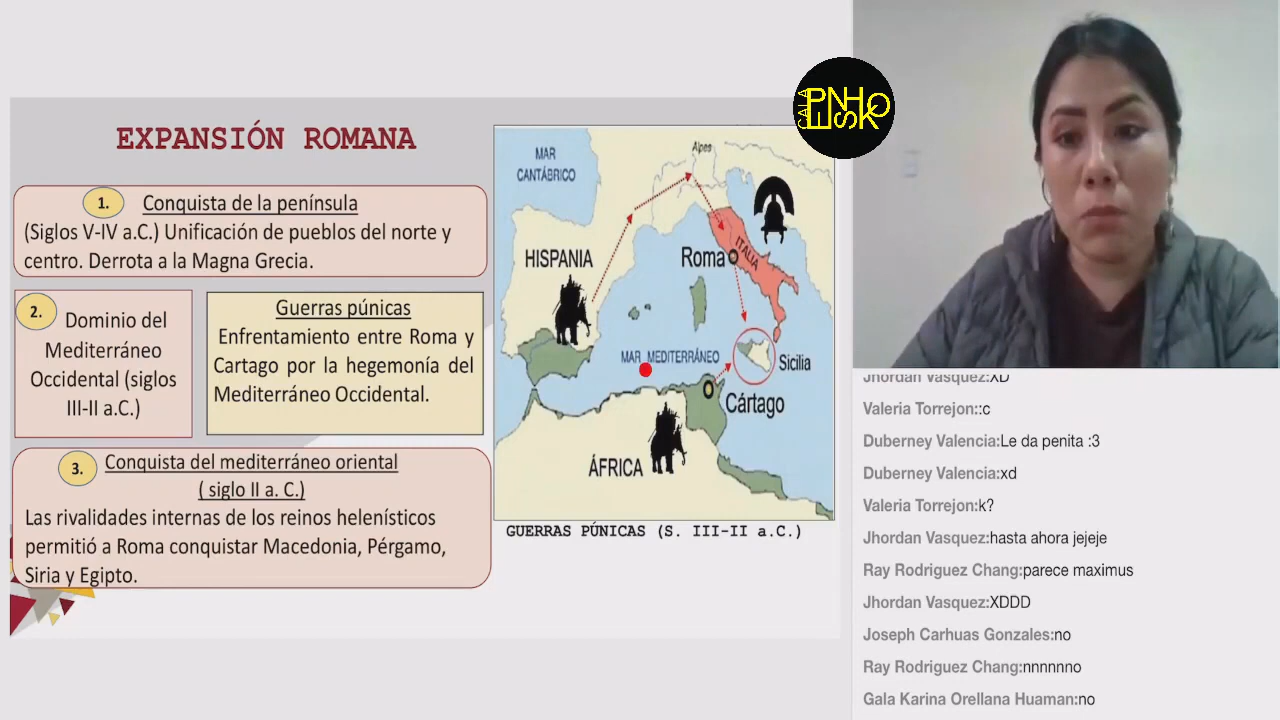 EXPANSIÓN ROMANA
1.
Conquista de la península
(Siglos V-IV a.C.) Unificación de pueblos del norte y
centro. Derrota a la Magna Grecia.
2.
Dominio del
Mediterráneo
Occidental (siglos
III-II a.C.)
Guerras púnicas
Enfrentamiento entre Roma y
Cartago por la hegemonía del
Mediterráneo Occidental.
3.
Conquista del mediterráneo oriental
( siglo II a. C.)
Las rivalidades internas de los reinos helenísticos
permitió a Roma conquistar Macedonia, Pérgamo,
Siria y Egipto.
MAR
CANTÁBRICO
Alpes
HISPANIA
Roma
ITALIA
MAR MEDITERRÁNEO
Sicilia
Cártago
ÁFRICA
GUERRAS PÚNICAS (S. III-II a.C.)
Jhordan Vasquez:XD
Valeria Torrejon::c
Duberney Valencia:Le da penita :3
Duberney Valencia:xd
Valeria Torrejon:k?
Jhordan Vasquez:hasta ahora jejeje
Ray Rodriguez Chang:parece maximus
Jhordan Vasquez:XDDD
Joseph Carhuas Gonzales:no
Ray Rodriguez Chang:nnnnnno
Gala Karina Orellana Huaman:no